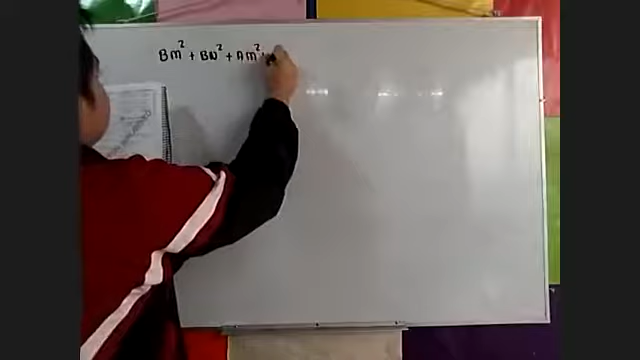 Bm² + BN² + Am² +